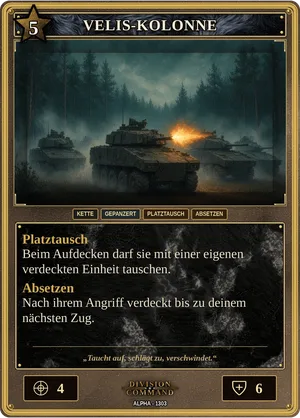 5
VELIS-KOLONNE
KETTE
GEPANZERT
PLATZTAUSCH
ABSETZEN
Platztausch
Beim Aufdecken darf sie mit einer eigenen
verdeckten Einheit tauschen.
Absetzen
Nach ihrem Angriff verdeckt bis zu deinem
nächsten Zug.
„Taucht auf, schlägt zu, verschwindet.“
4
DIVISION
COMMAND
ALPHA · 1303
6